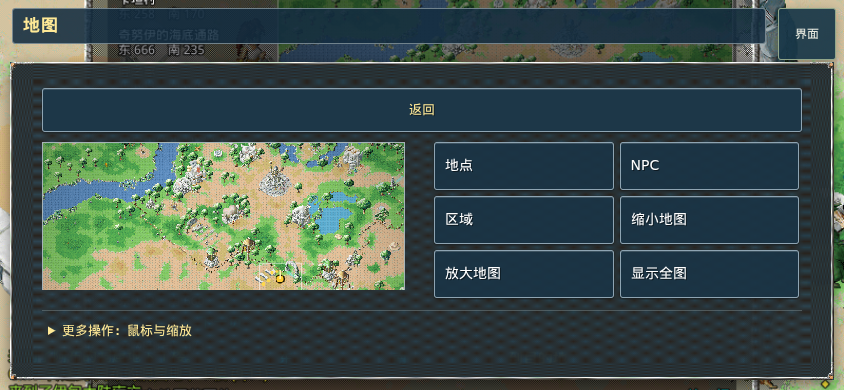 地图
界面
奇努伊的海底通路
东 666 南 235
返回
地点
NPC
区域
缩小地图
放大地图
显示全图
▶ 更多操作：鼠标与缩放